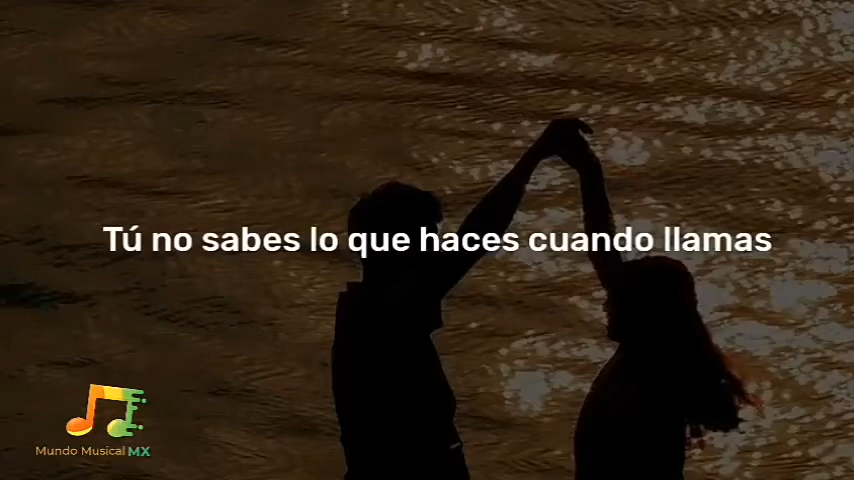 Tú no sabes lo que haces cuando llamas
Mundo Musical MX